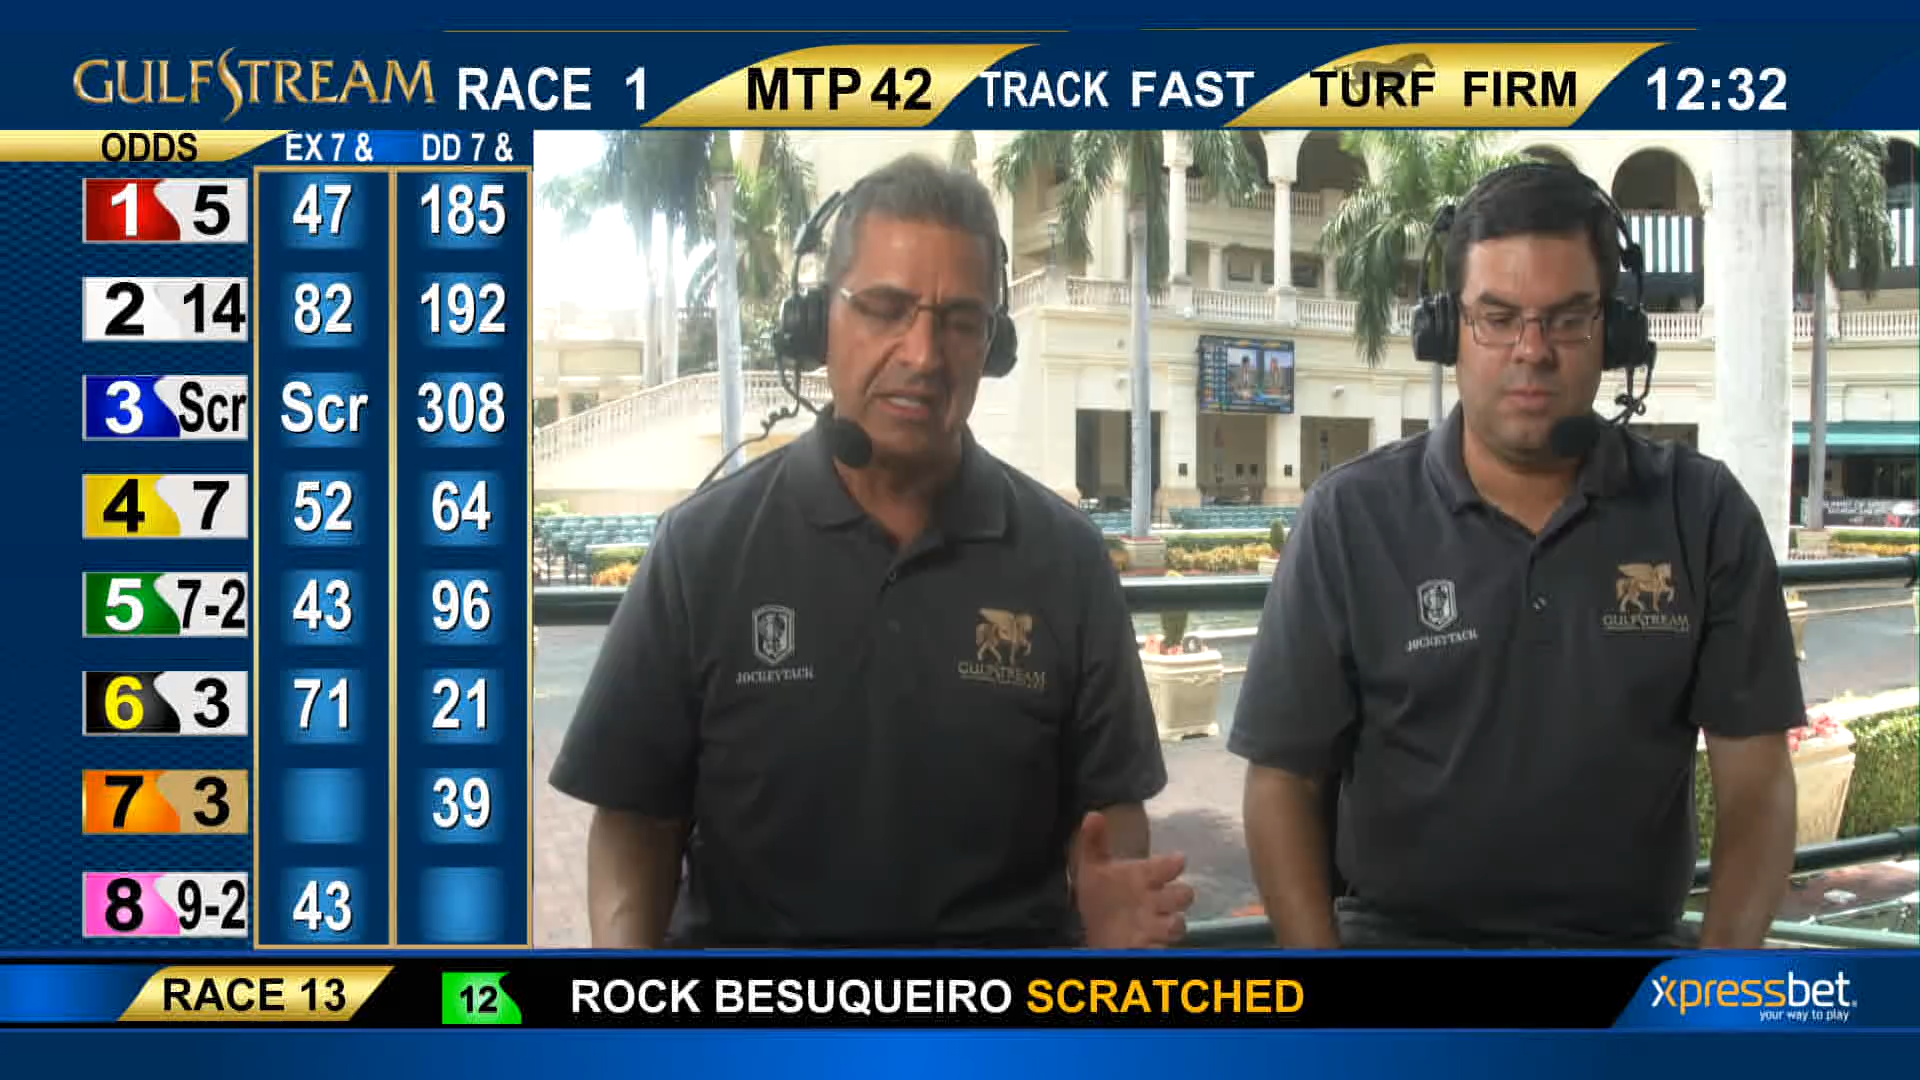 GULFSTREAM RACE 1 MTP 42 TRACK FAST TURF FIRM 12:32
ODDS EX 7 & DD 7 &
1 5 47 185
2 14 82 192
3 Scr Scr 308
4 7 52 64
5 7-2 43 96
6 3 71 21
7 3 39
8 9-2 43
JOCKEYTACK
GULFSTREAM
JOCKEYTACK
GULFSTREAM
RACE 13 12 ROCK BESUQUEIRO SCRATCHED
xpressbet
your way to play